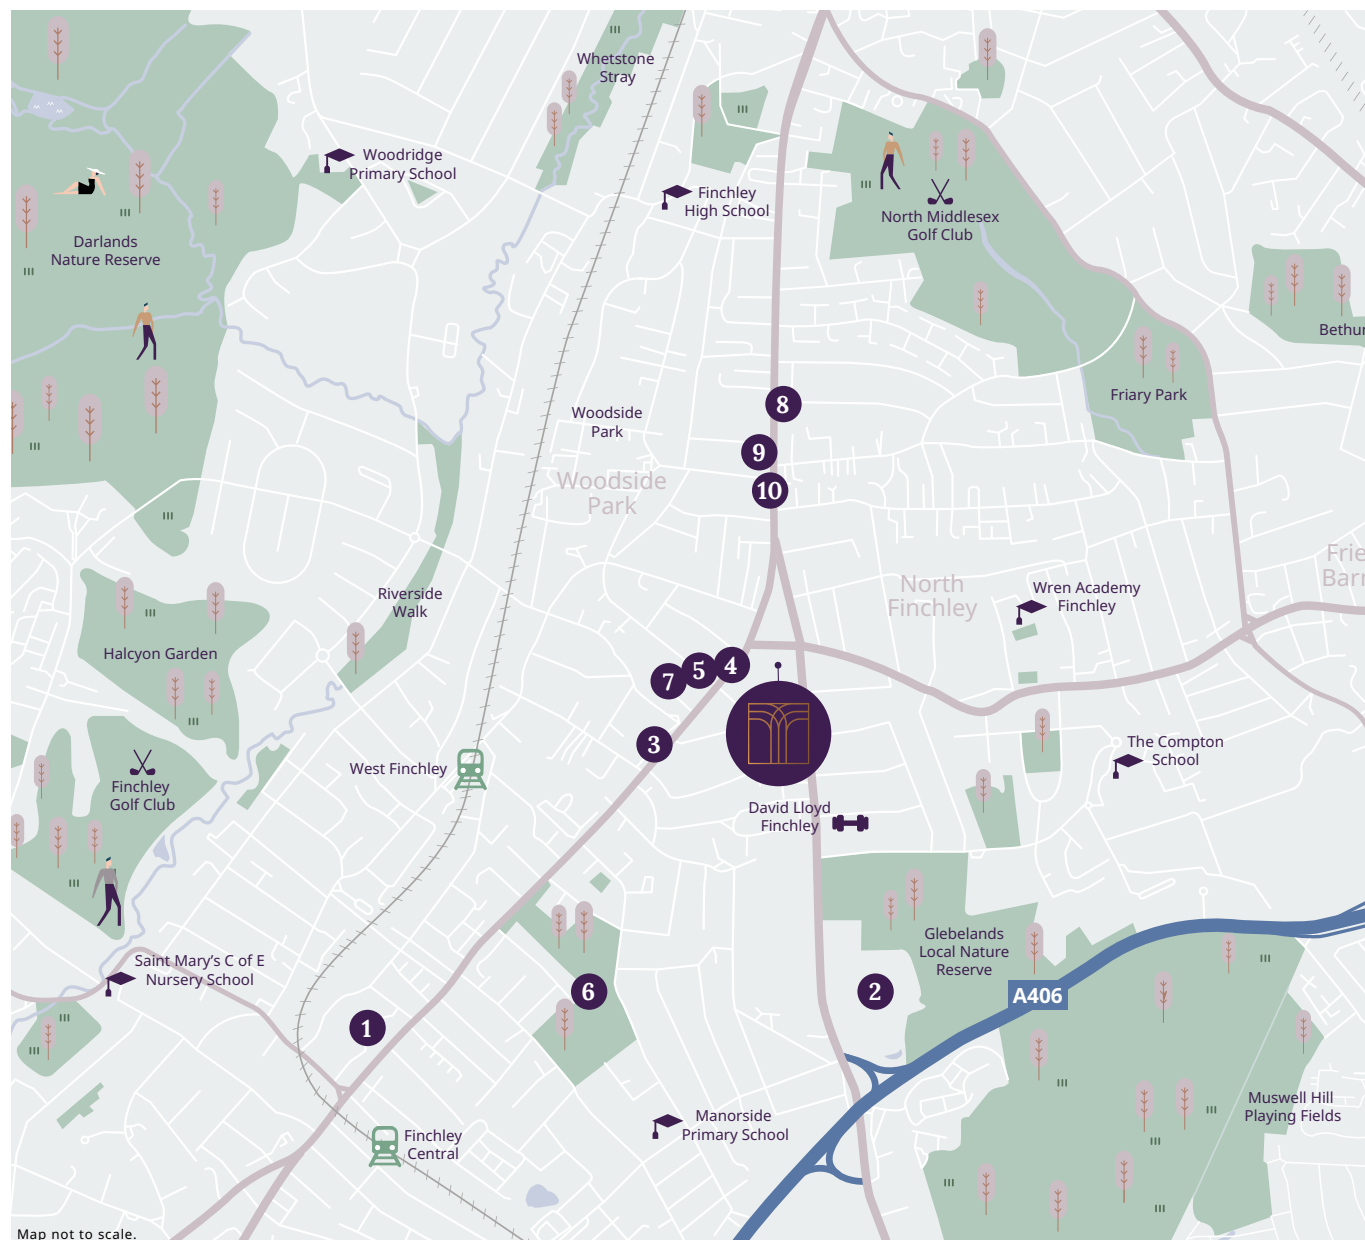 Whetstone
Stray
Woodridge
Primary School
Finchley
High School
North Middlesex
Golf Club
Darlands
Nature Reserve
Bethur
Friary Park
8
Woodside
Park
9
Woodside
Park
10
Frie
Barn
North
Finchley
Wren Academy
Finchley
Riverside
Walk
Halcyon Garden
7
5
4
3
The Compton
School
West Finchley
Finchley
Golf Club
David Lloyd
Finchley
Glebelands
Local Nature
Reserve
Saint Mary's C of E
Nursery School
6
2
A406
1
Muswell Hill
Playing Fields
Manorside
Primary School
Finchley
Central
Map not to scale.